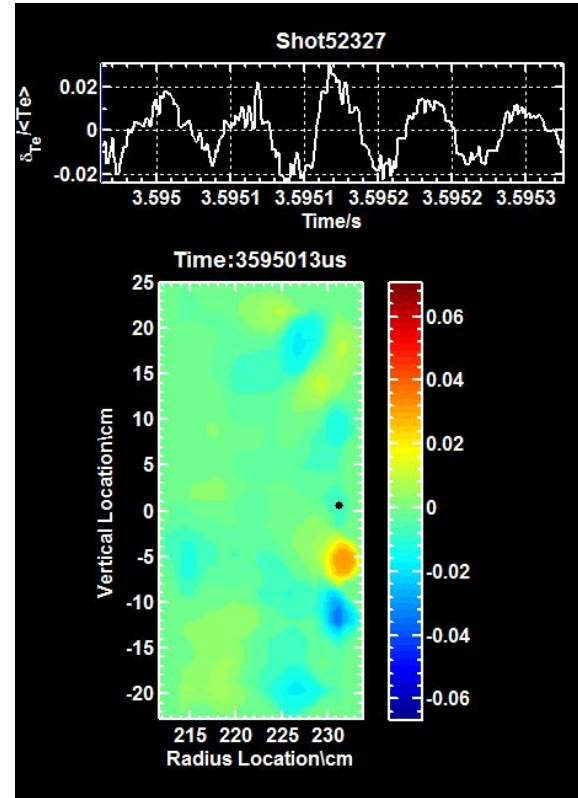 Shot52327
δTe/<Te>
0.02
0
-0.02
3.595 3.5951 3.5951 3.5952 3.5952 3.5953
Time/s
Time:3595013us
Vertical Location\cm
25
20
15
10
5
0
-5
-10
-15
-20
215 220 225 230
Radius Location\cm
0.06
0.04
0.02
0
-0.02
-0.04
-0.06